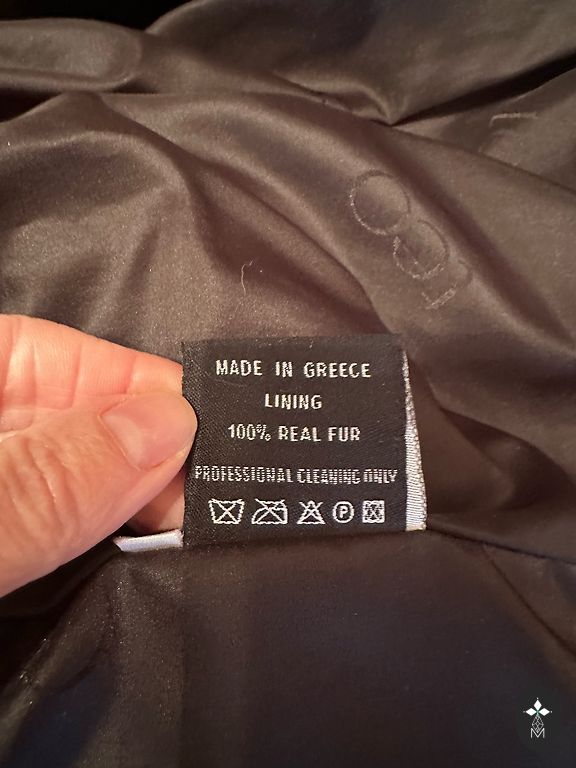 MADE IN GREECE
LINING
100% REAL FUR
PROFESSIONAL CLEANING ONLY
P